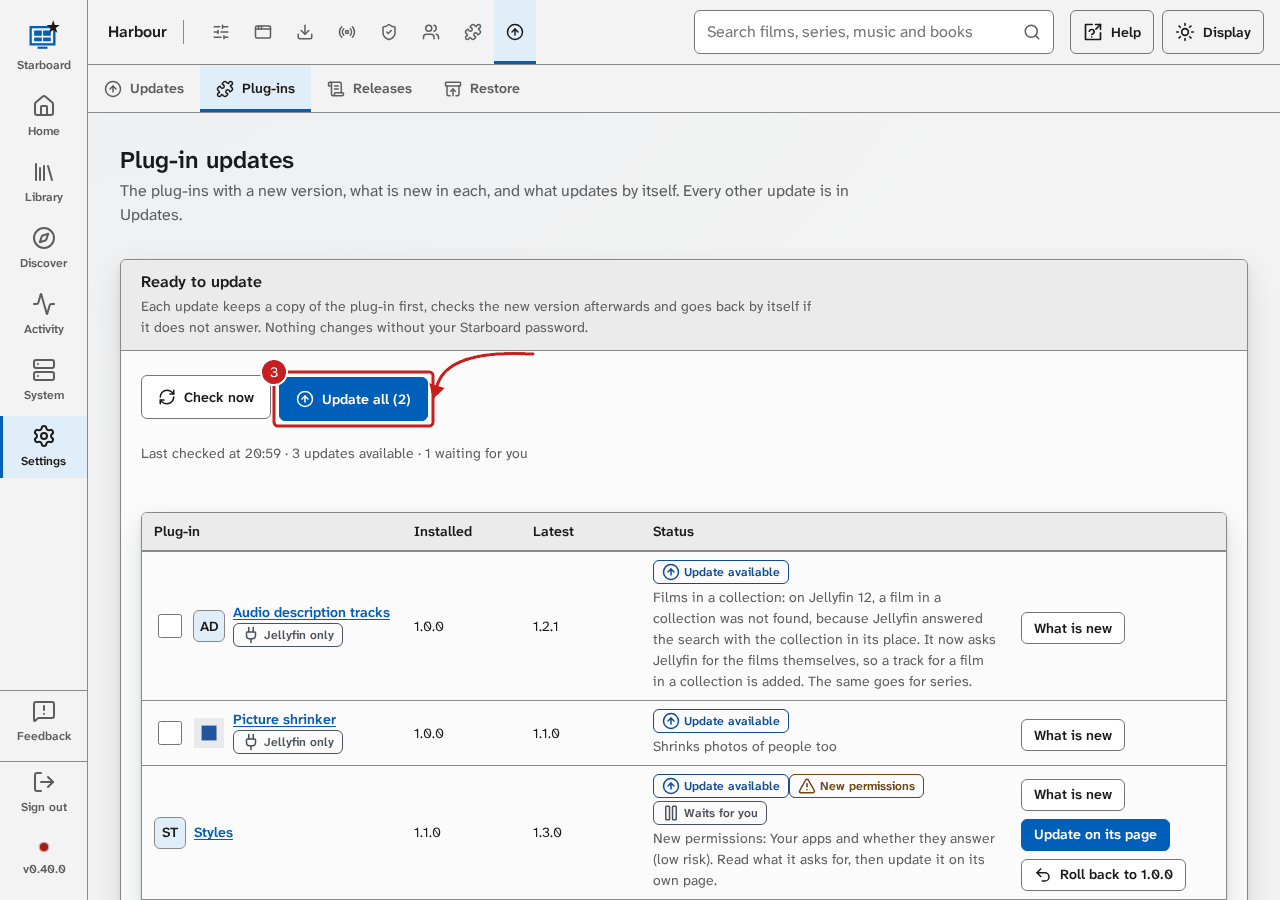 Starboard
Home
Library
Discover
Activity
System
Settings
Feedback
Sign out
v0.40.0
Harbour
Search films, series, music and books
Help
Display
Updates
Plug-ins
Releases
Restore
Plug-in updates
The plug-ins with a new version, what is new in each, and what updates by itself. Every other update is in
Updates.
Ready to update
Each update keeps a copy of the plug-in first, checks the new version afterwards and goes back by itself if
it does not answer. Nothing changes without your Starboard password.
Check now
3
Update all (2)
Last checked at 20:59 · 3 updates available · 1 waiting for you
Plug-in
Installed
Latest
Status
AD
Audio description tracks
Jellyfin only
1.0.0
1.2.1
Update available
Films in a collection: on Jellyfin 12, a film in a
collection was not found, because Jellyfin answered
the search with the collection in its place. It now asks
Jellyfin for the films themselves, so a track for a film
in a collection is added. The same goes for series.
What is new
Picture shrinker
Jellyfin only
1.0.0
1.1.0
Update available
Shrinks photos of people too
What is new
ST
Styles
1.1.0
1.3.0
Update available
New permissions
Waits for you
New permissions: Your apps and whether they answer
(low risk). Read what it asks for, then update it on its
own page.
What is new
Update on its page
Roll back to 1.0.0